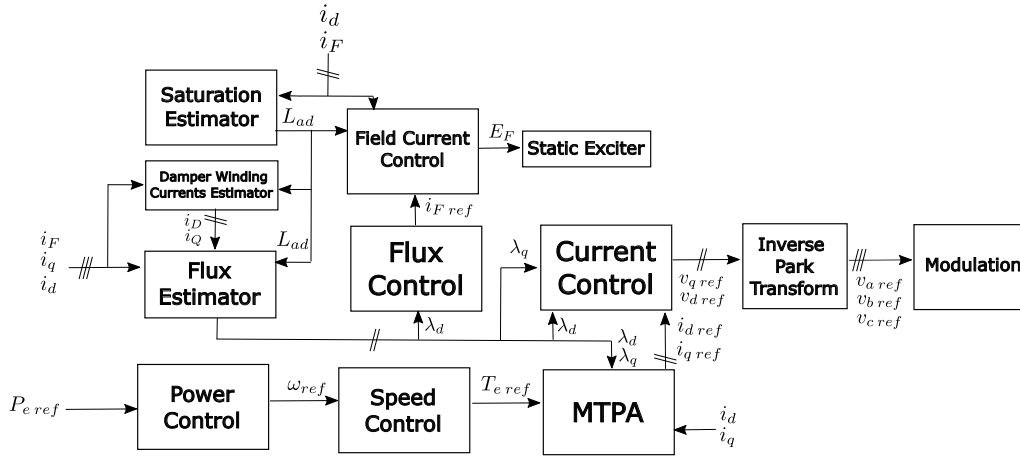 i_d
i_F
Saturation
Estimator
L_ad
Field Current
Control
E_F
Static Exciter
Damper Winding
Currents Estimator
i_D
i_Q
L_ad
i_F ref
i_F
i_q
i_d
Flux
Estimator
Flux
Control
λ_q
Current
Control
v_q ref
v_d ref
Inverse
Park
Transform
v_a ref
v_b ref
v_c ref
Modulation
λ_d
λ_d
λ_d
λ_q
i_d ref
i_q ref
P_e ref
Power
Control
ω_ref
Speed
Control
T_e ref
MTPA
i_d
i_q